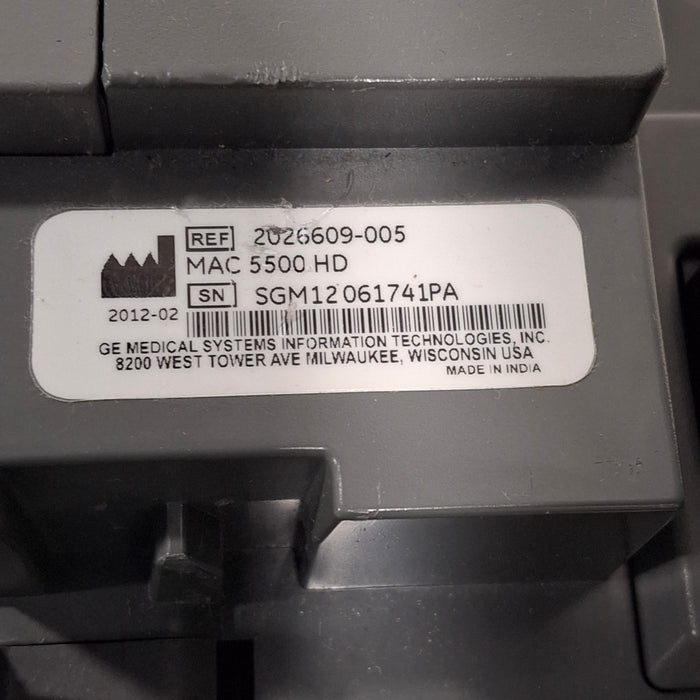 REF 2026609-005
MAC 5500 HD
SN SGM12061741PA
2012-02
GE MEDICAL SYSTEMS INFORMATION TECHNOLOGIES, INC.
8200 WEST TOWER AVE MILWAUKEE, WISCONSIN USA
MADE IN INDIA